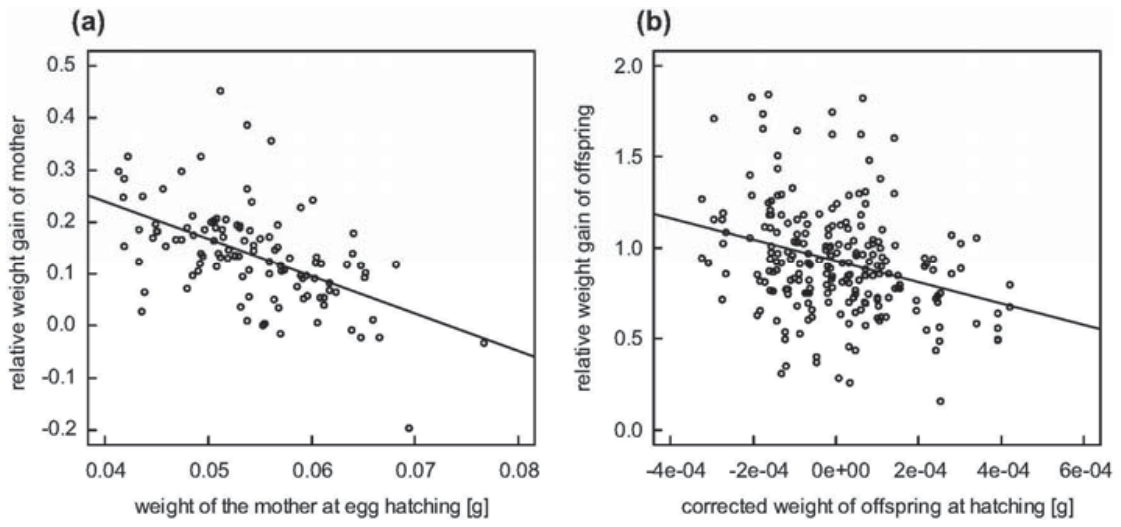 (a)
relative weight gain of mother
0.5
0.4
0.3
0.2
0.1
0.0
-0.1
-0.2
0.04 0.05 0.06 0.07 0.08
weight of the mother at egg hatching [g]
(b)
relative weight gain of offspring
2.0
1.5
1.0
0.5
0.0
-4e-04 -2e-04 0e+00 2e-04 4e-04 6e-04
corrected weight of offspring at hatching [g]